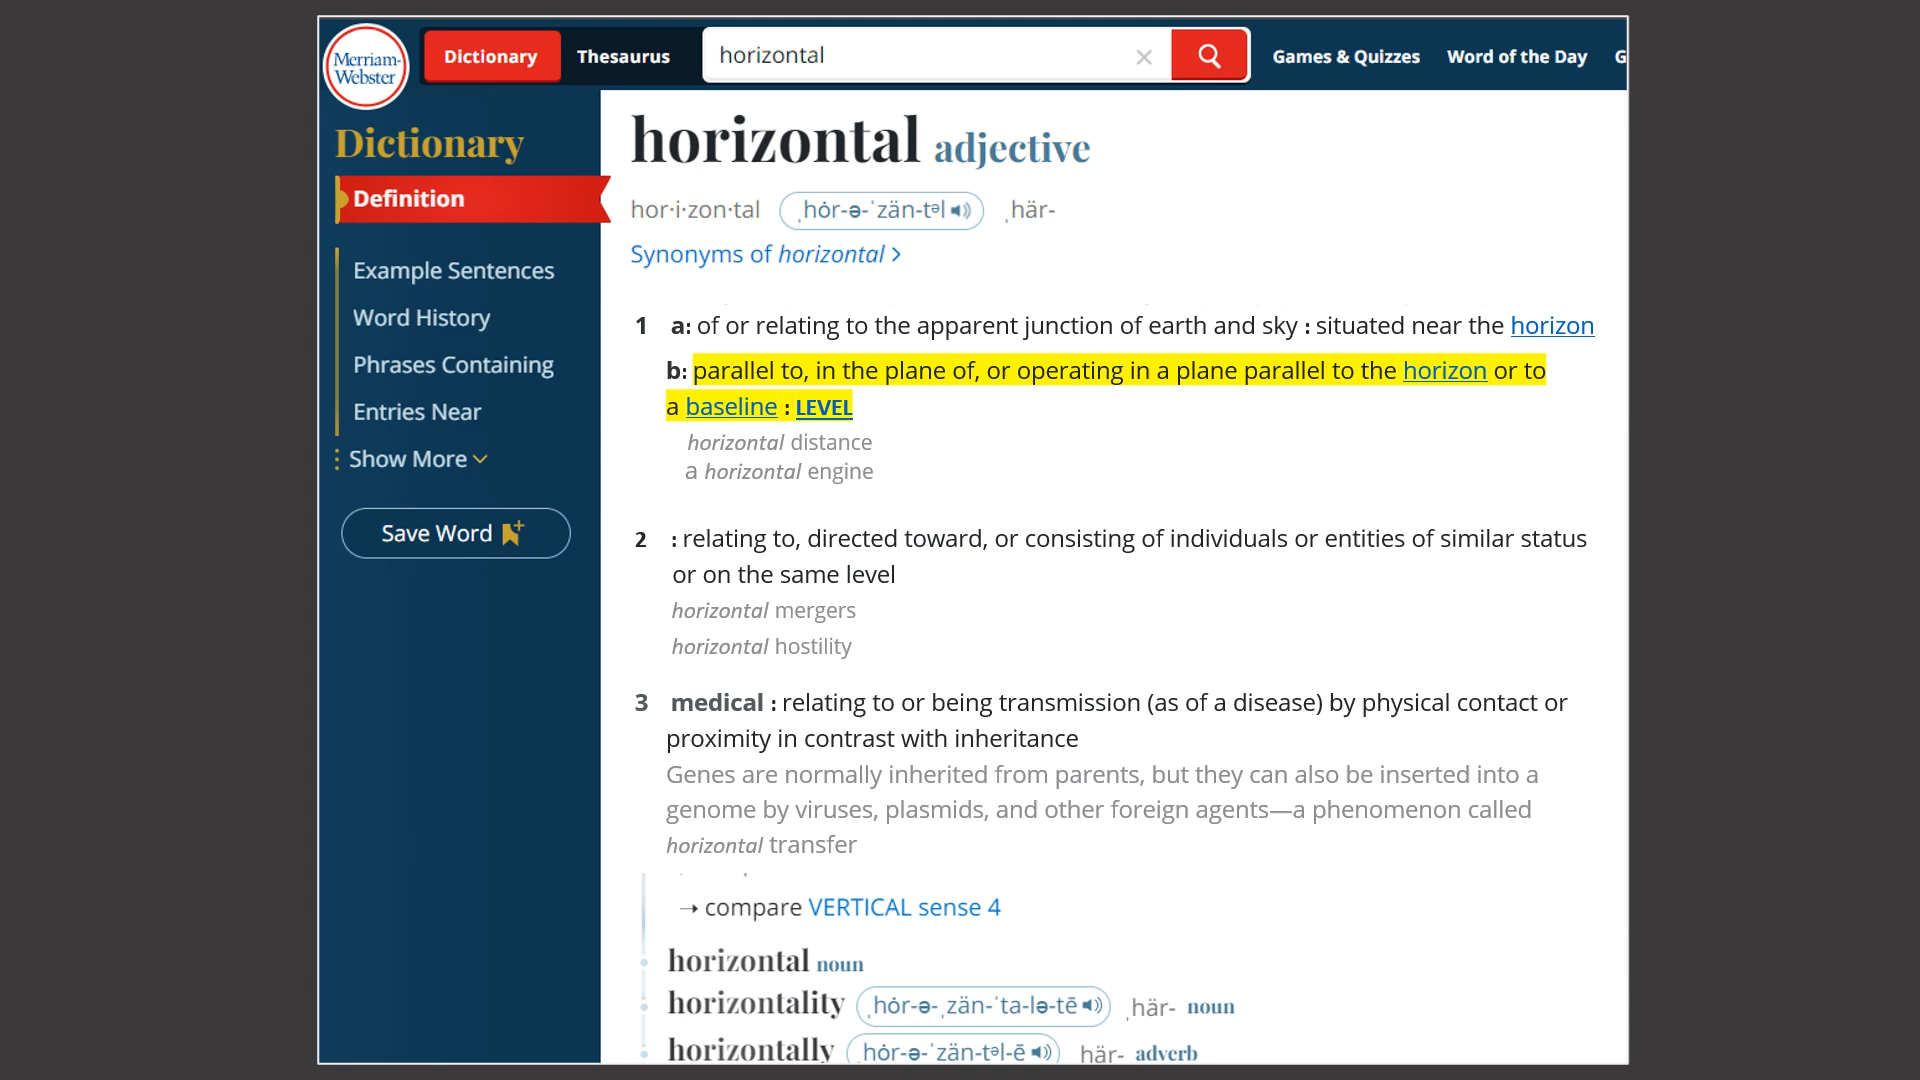 Merriam-
Webster
Dictionary Thesaurus horizontal × Games & Quizzes Word of the Day G
Dictionary
Definition
Example Sentences
Word History
Phrases Containing
Entries Near
Show More
Save Word
horizontal adjective
hor·i·zon·tal ˌhȯr-ə-ˈzän-tᵊl ˌhär-
Synonyms of horizontal >
1 a: of or relating to the apparent junction of earth and sky : situated near the horizon
b: parallel to, in the plane of, or operating in a plane parallel to the horizon or to
a baseline : LEVEL
horizontal distance
a horizontal engine
2 : relating to, directed toward, or consisting of individuals or entities of similar status
or on the same level
horizontal mergers
horizontal hostility
3 medical : relating to or being transmission (as of a disease) by physical contact or
proximity in contrast with inheritance
Genes are normally inherited from parents, but they can also be inserted into a
genome by viruses, plasmids, and other foreign agents—a phenomenon called
horizontal transfer
→ compare VERTICAL sense 4
horizontal noun
horizontality ˌhȯr-ə-ˌzän-ˈta-lə-tē ˌhär- noun
horizontally ˌhȯr-ə-ˈzän-tᵊl-ē ˌhär- adverb